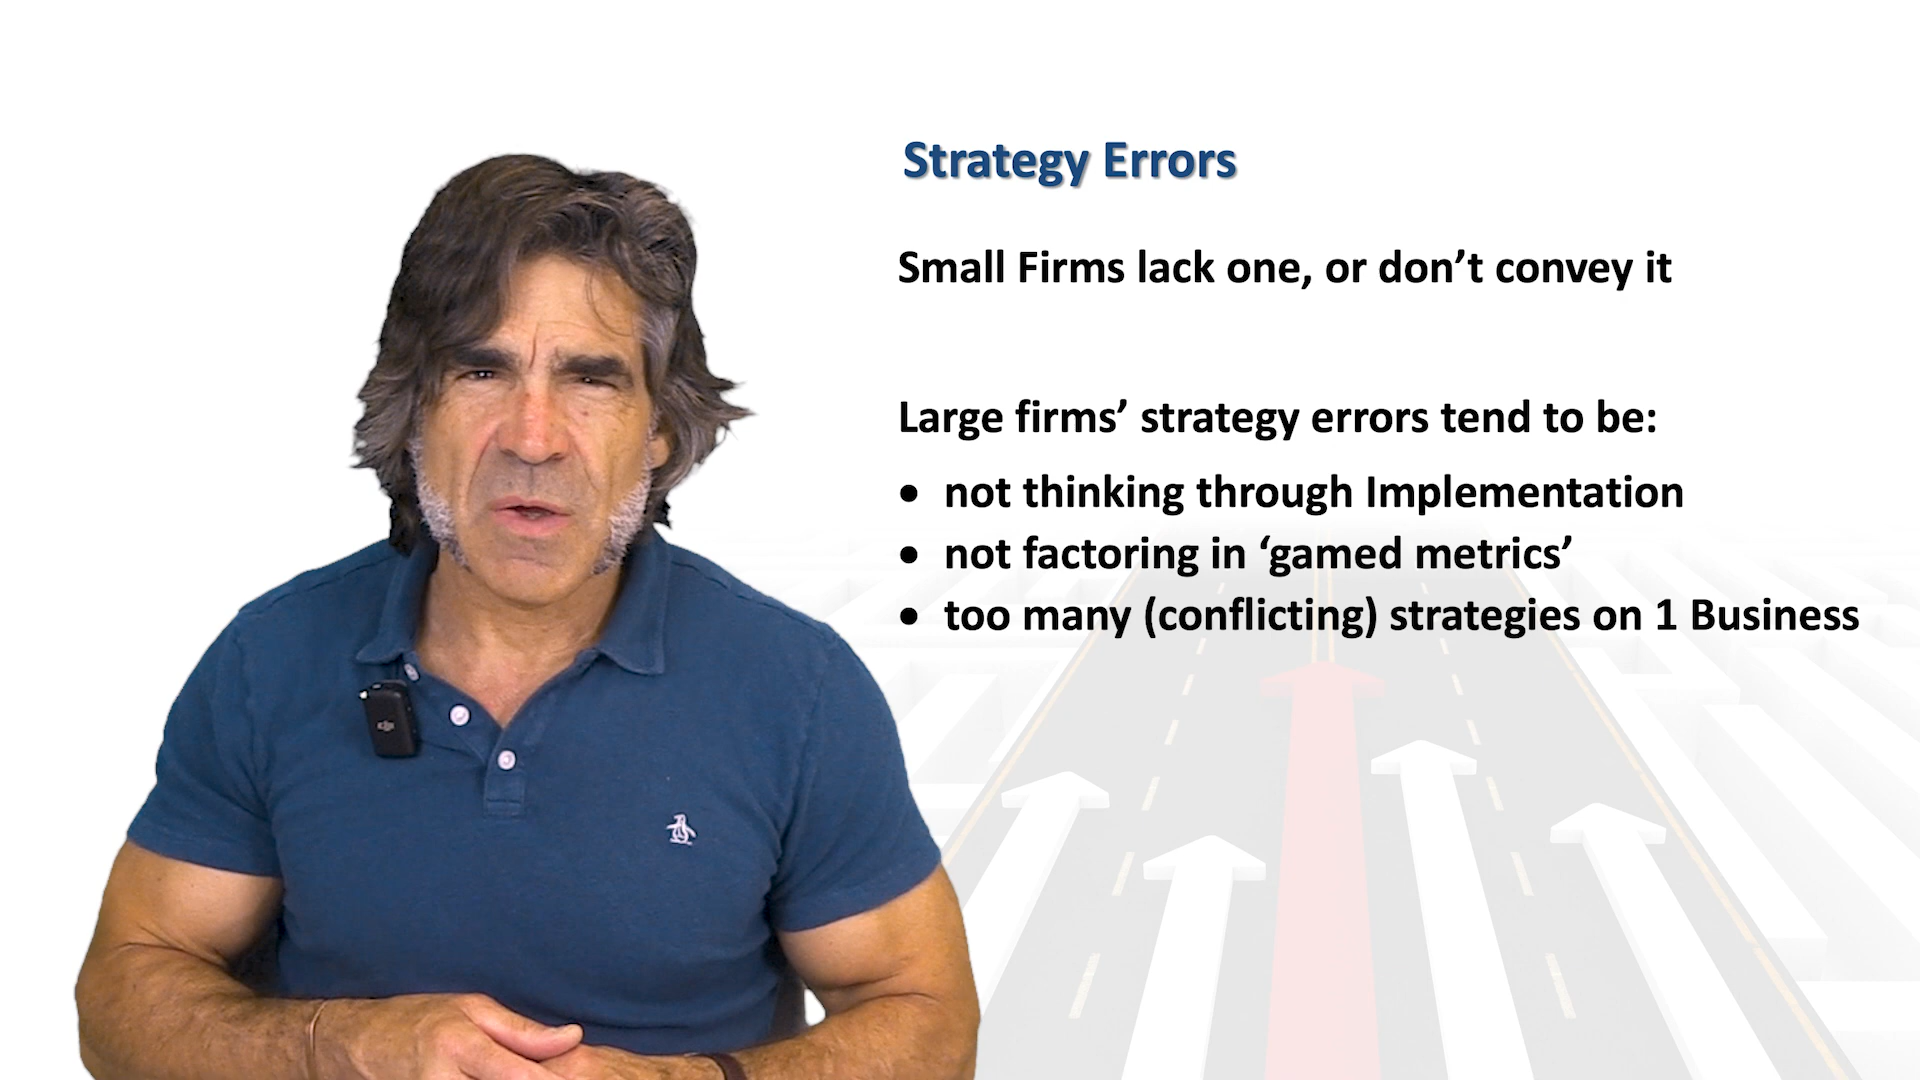 Strategy Errors
Small Firms lack one, or don’t convey it
Large firms’ strategy errors tend to be:
• not thinking through Implementation
• not factoring in ‘gamed metrics’
• too many (conflicting) strategies on 1 Business